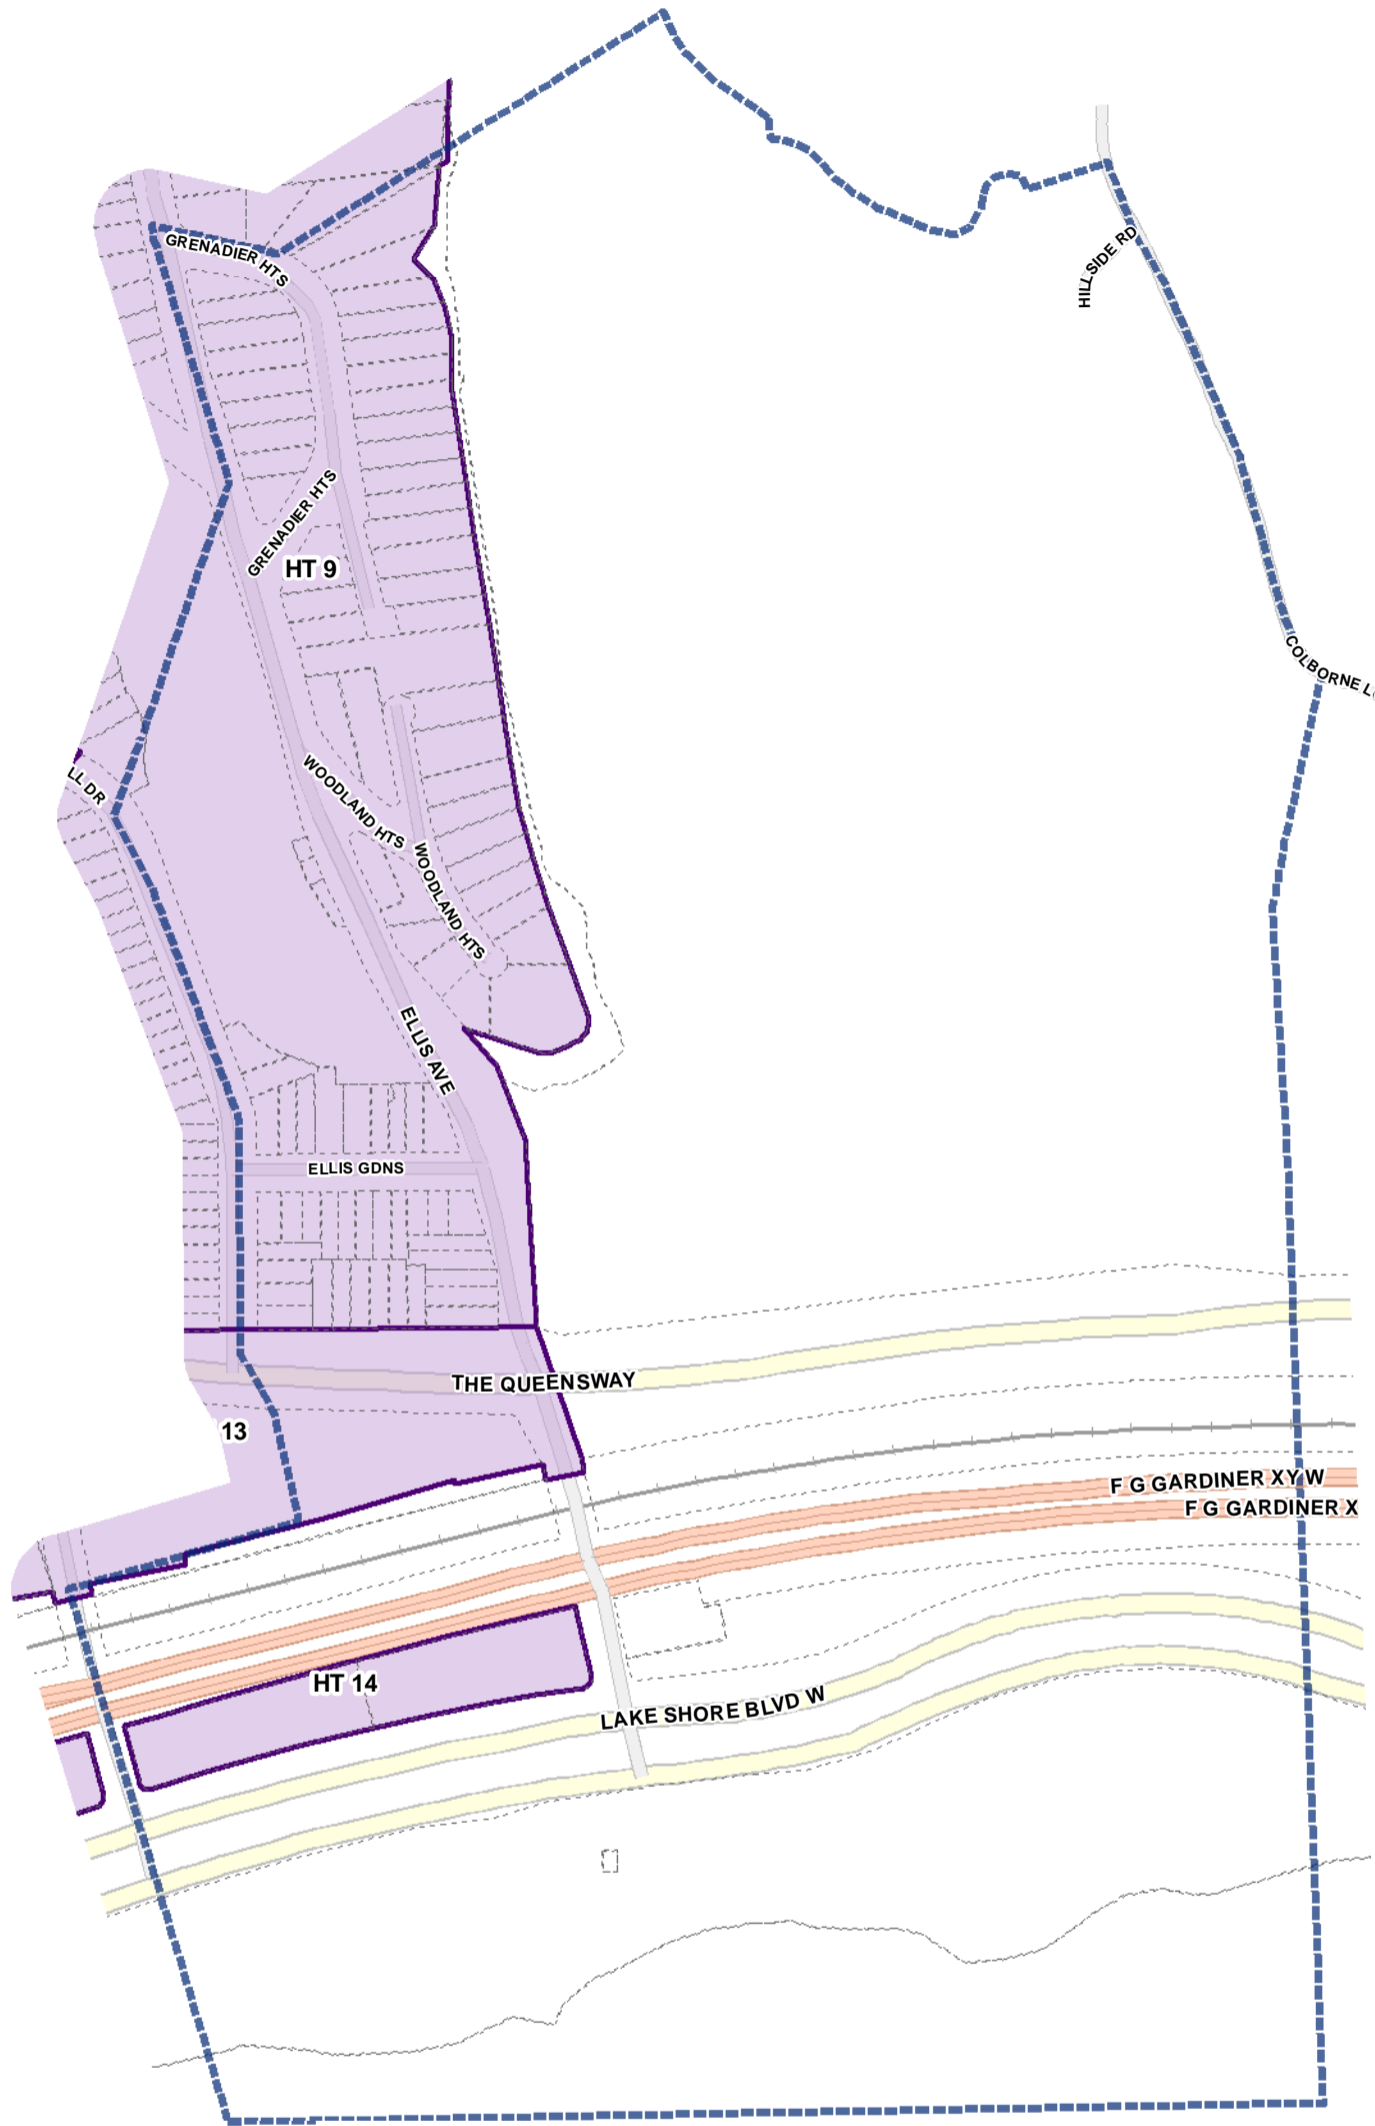 GRENADIER HTS
HILLSIDE RD
GRENADIER HTS
HT 9
COLBORNE L
LL DR
WOODLAND HTS
WOODLAND HTS
ELLIS AVE
ELLIS GDNS
THE QUEENSWAY
13
F G GARDINER XY W
F G GARDINER X
HT 14
LAKE SHORE BLVD W